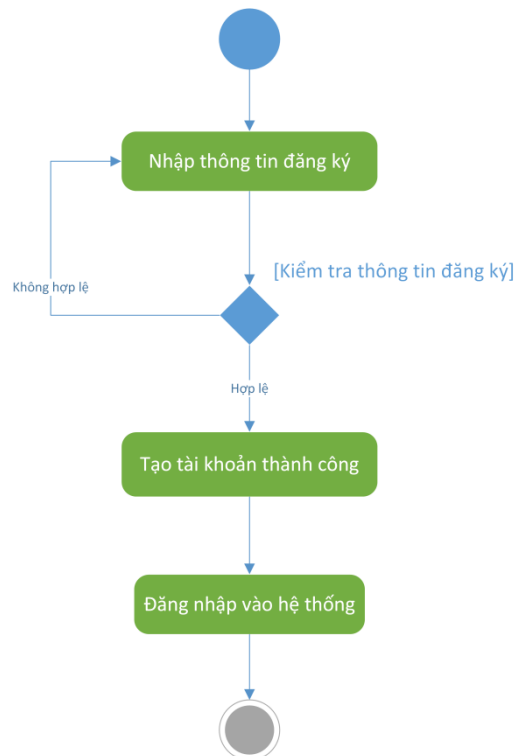 Nhập thông tin đăng ký
[Kiểm tra thông tin đăng ký]
Không hợp lệ
Hợp lệ
Tạo tài khoản thành công
Đăng nhập vào hệ thống